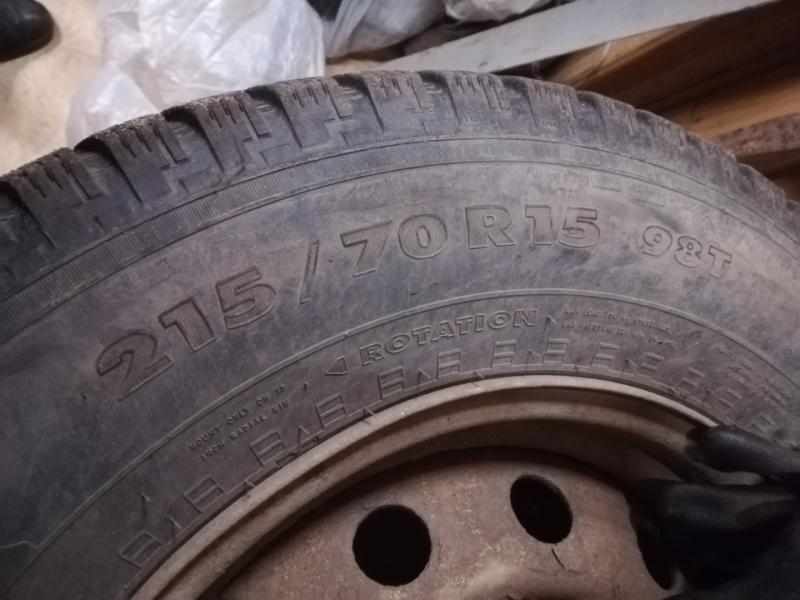 215/70R15 98T
ROTATION
MOUNT ONLY ON 15
INCH RADIAL RIM